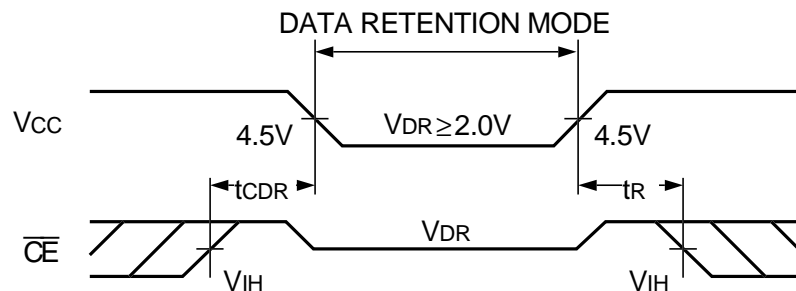 DATA RETENTION MODE
VCC
4.5V
VDR≥2.0V
4.5V
tCDR
tR
CE
VDR
VIH
VIH